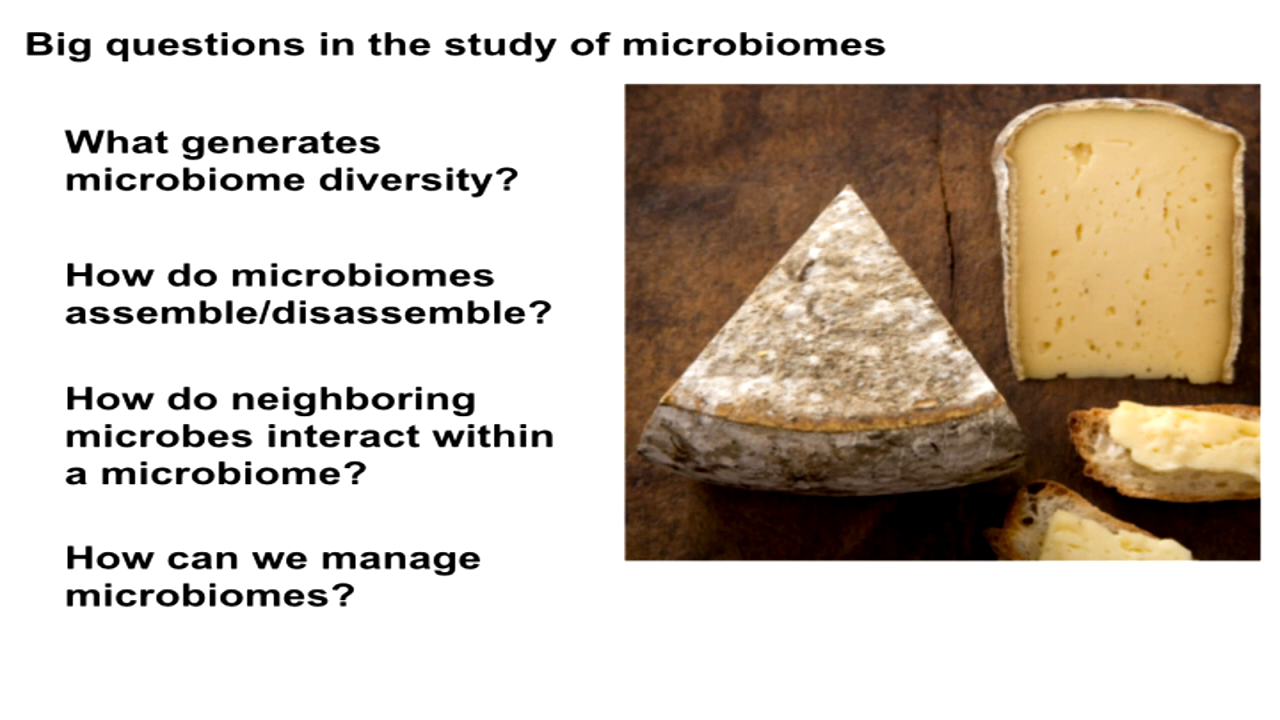 Big questions in the study of microbiomes
What generates
microbiome diversity?
How do microbiomes
assemble/disassemble?
How do neighboring
microbes interact within
a microbiome?
How can we manage
microbiomes?